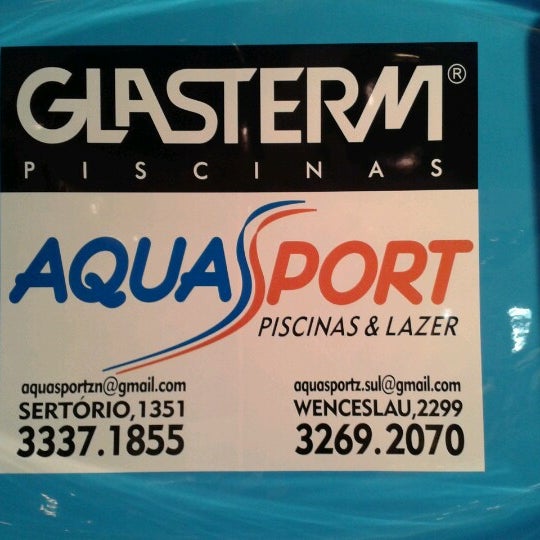 GLASTERM®
PISCINAS
AQUASPORT
PISCINAS & LAZER
aquasportzn@gmail.com
SERTÓRIO,1351
3337.1855
aquasportz.sul@gmail.com
WENCESLAU,2299
3269.2070